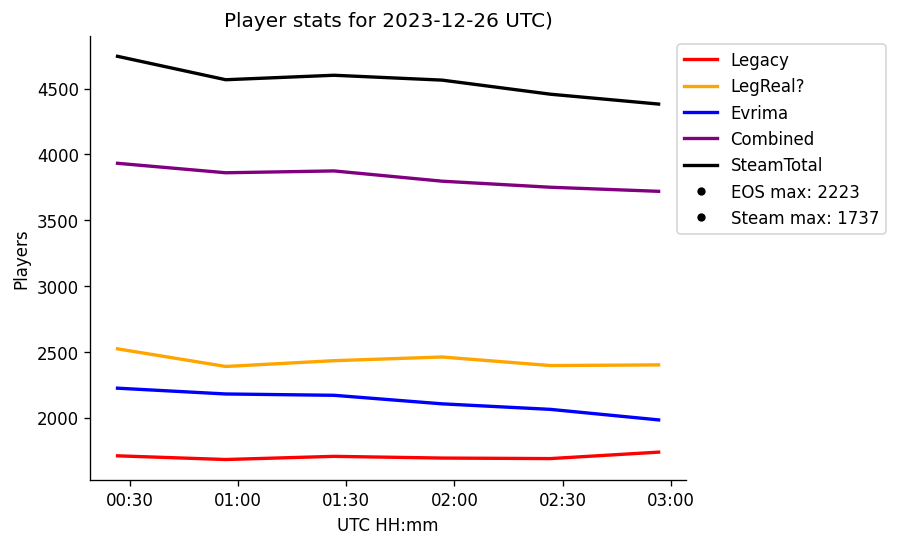 Player stats for 2023-12-26 UTC)
Legacy
LegReal?
Evrima
Combined
SteamTotal
EOS max: 2223
Steam max: 1737
Players
4500
4000
3500
3000
2500
2000
00:30 01:00 01:30 02:00 02:30 03:00
UTC HH:mm